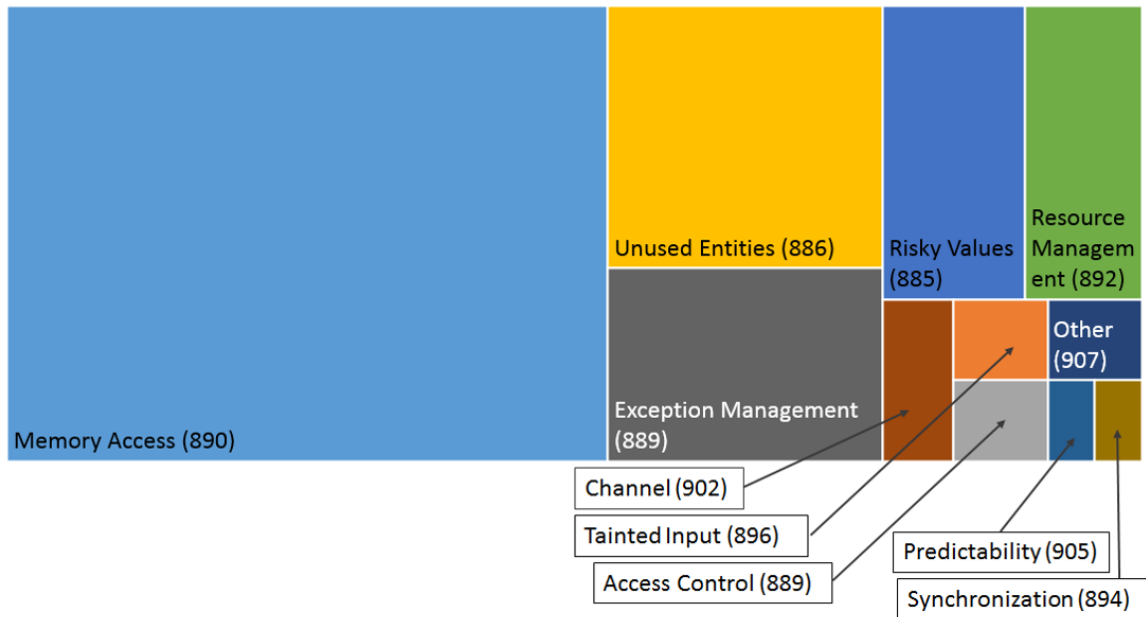 Memory Access (890)
Unused Entities (886)
Exception Management
(889)
Risky Values
(885)
Resource
Managem
ent (892)
Other
(907)
Channel (902)
Tainted Input (896)
Access Control (889)
Predictability (905)
Synchronization (894)